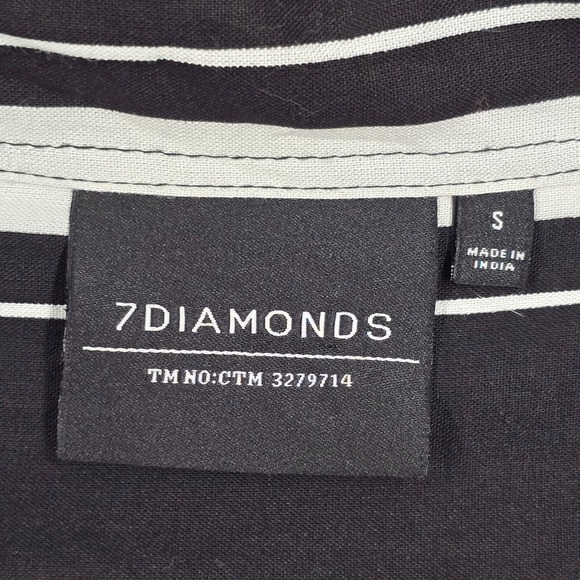 7DIAMONDS
TM NO:CTM 3279714
S
MADE IN
INDIA